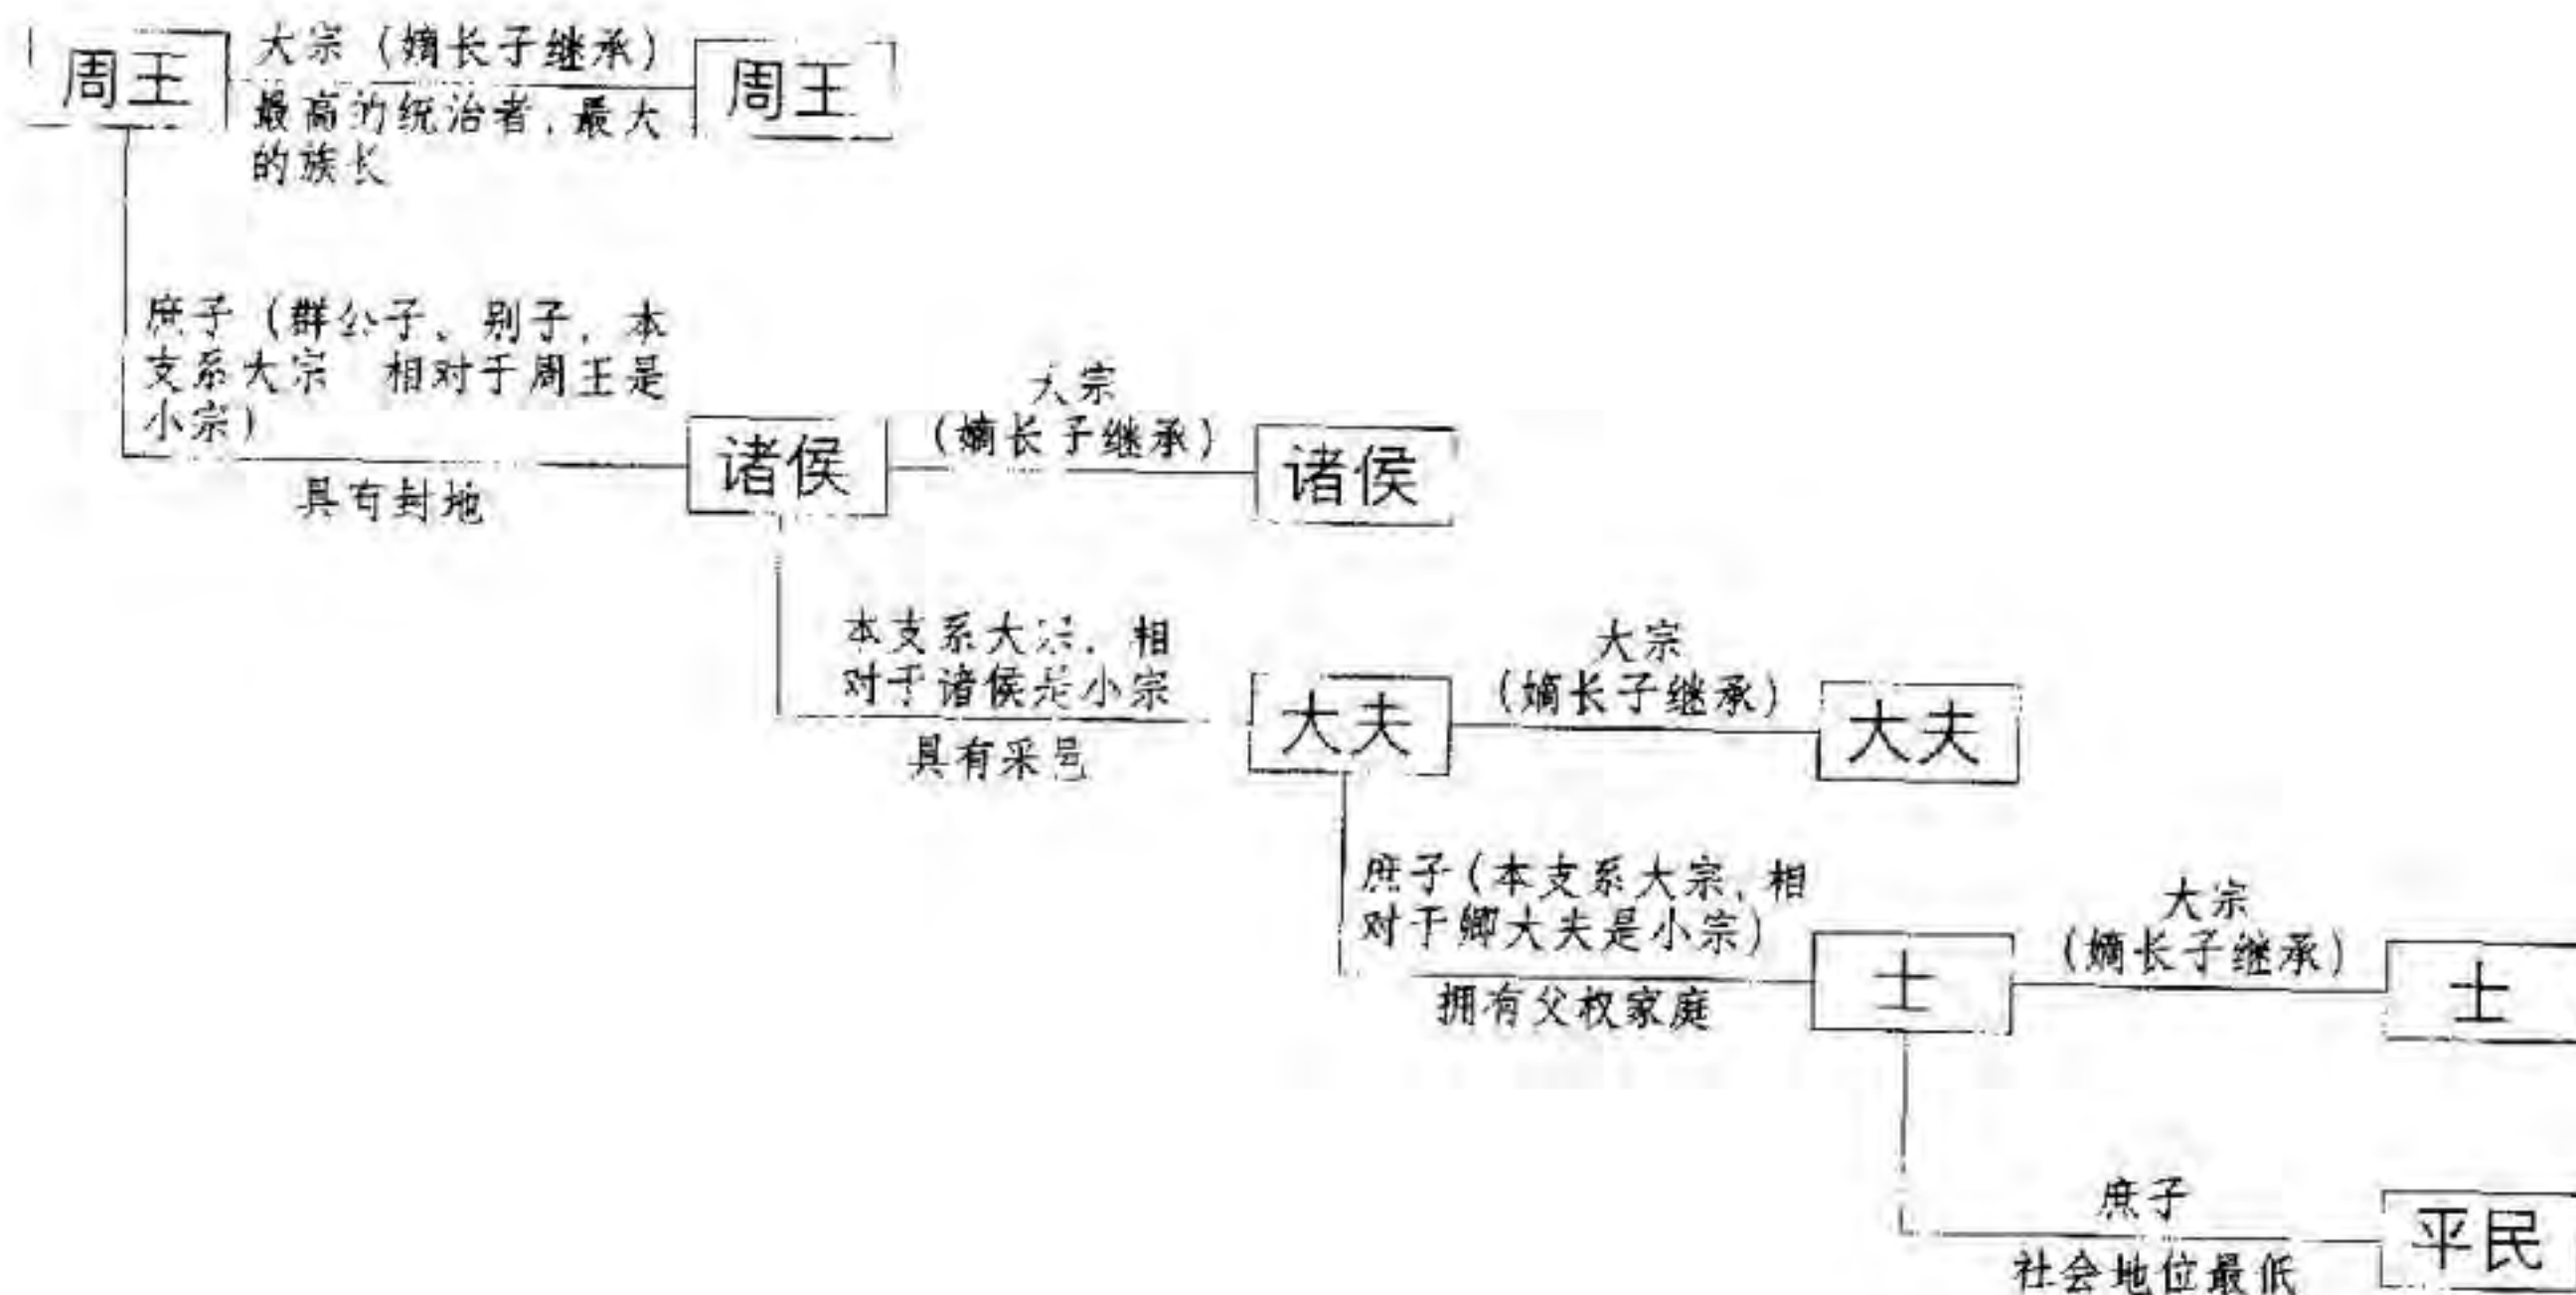 周王
大宗（嫡长子继承）
最高的统治者，最大
的族长
周王
庶子（群公子、别子，本
支系大宗 相对于周王是
小宗）
具有封地
诸侯
大宗
（嫡长子继承）
诸侯
本支系大宗，相
对于诸侯是小宗
具有采邑
大夫
大宗
（嫡长子继承）
大夫
庶子（本支系大宗，相
对于卿大夫是小宗）
拥有父权家庭
士
大宗
（嫡长子继承）
士
庶子
社会地位最低
平民